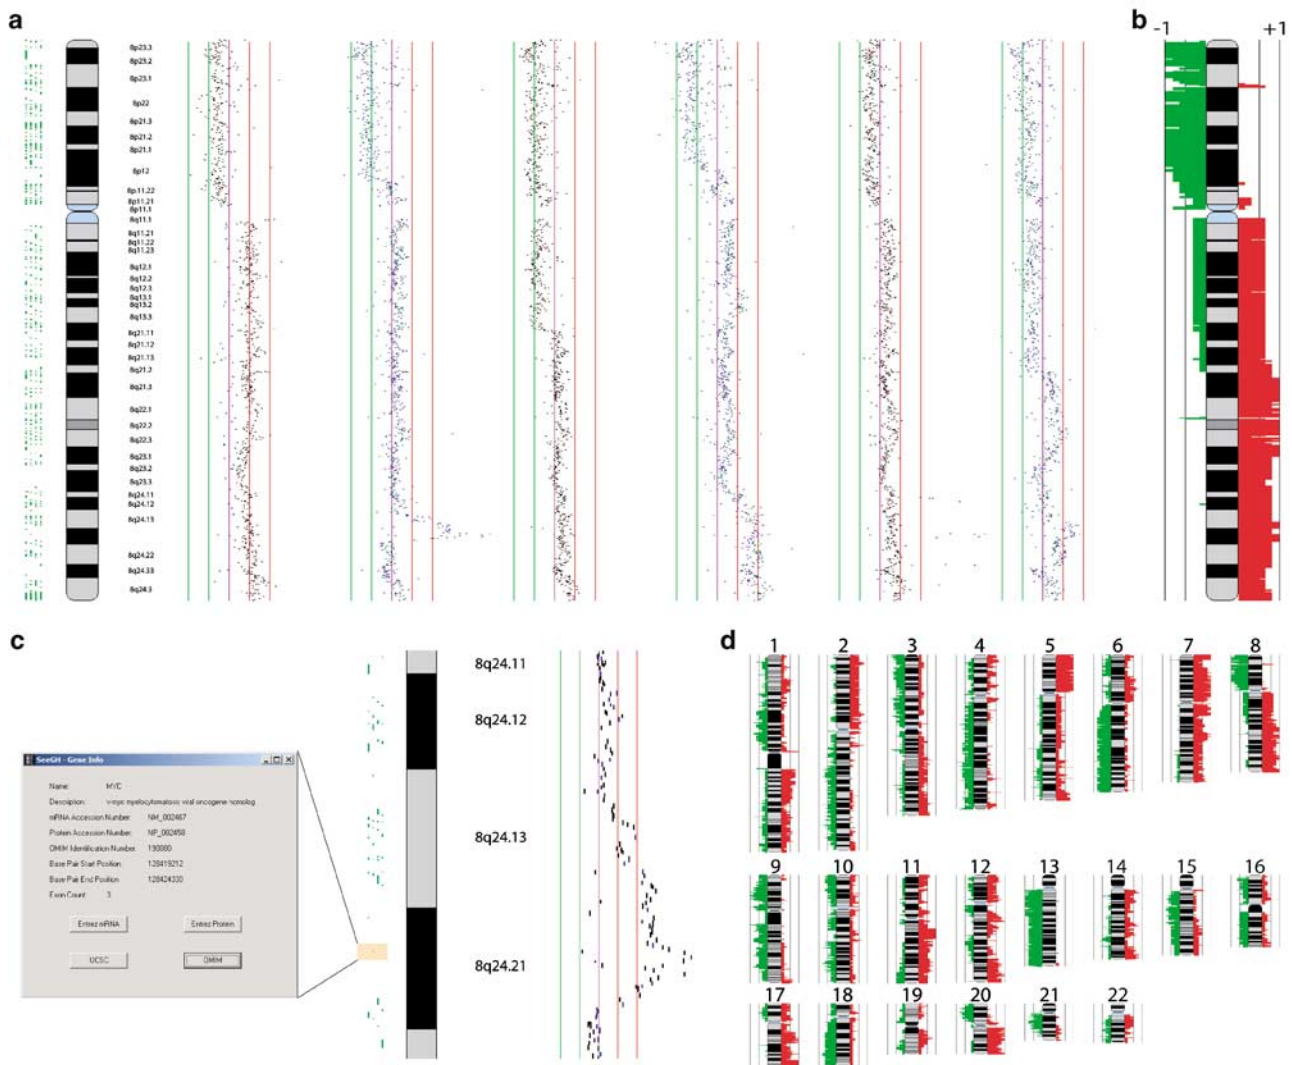 a
8p23.3
8p23.2
8p23.1
8p22
8p21.3
8p21.2
8p21.1
8p12
8p.11.22
8p11.21
8p11.1
8q11.1
8q11.21
8q11.22
8q11.23
8q12.1
8q12.2
8q12.3
8q13.1
8q13.2
8q13.3
8q21.11
8q21.12
8q21.13
8q21.2
8q21.3
8q22.1
8q22.2
8q22.3
8q23.1
8q23.2
8q23.3
8q24.11
8q24.12
8q24.13
8q24.22
8q24.33
8q24.3
b
-1 +1
c
8q24.11
8q24.12
8q24.13
8q24.21
SeeGH - Gene Info
Name: MYC
Description: v-myc myelocytomatosis viral oncogene homolog
mRNA Accession Number: NM_002467
Protein Accession Number: NP_002458
OMIM Identification Number: 190080
Base Pair Start Position: 128419212
Base Pair End Position: 128424330
Exon Count: 3
Entrez mRNA Entrez Protein
UCSC OMIM
d
1 2 3 4 5 6 7 8
9 10 11 12 13 14 15 16
17 18 19 20 21 22